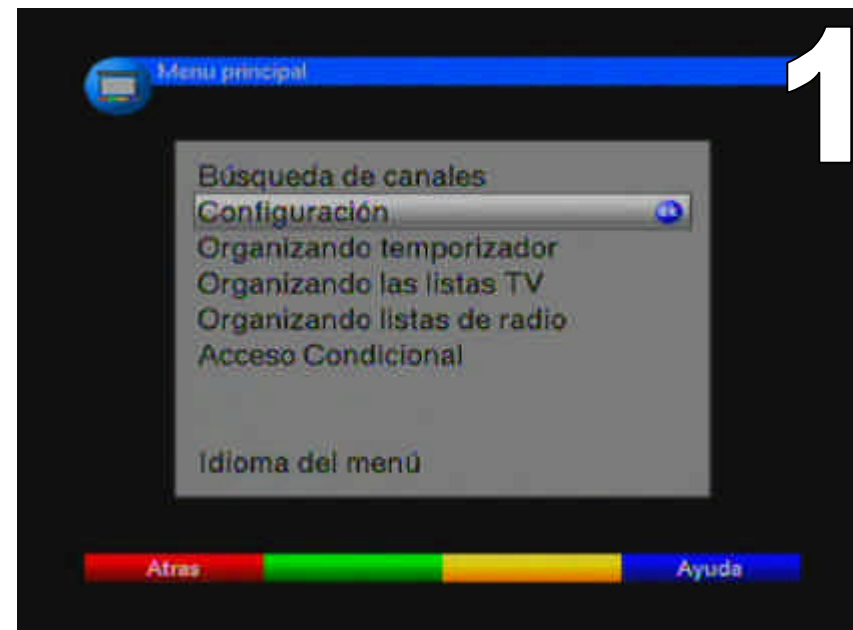 Menu principal
1
Búsqueda de canales
Configuración
ok
Organizando temporizador
Organizando las listas TV
Organizando listas de radio
Acceso Condicional
Idioma del menú
Atras
Ayuda